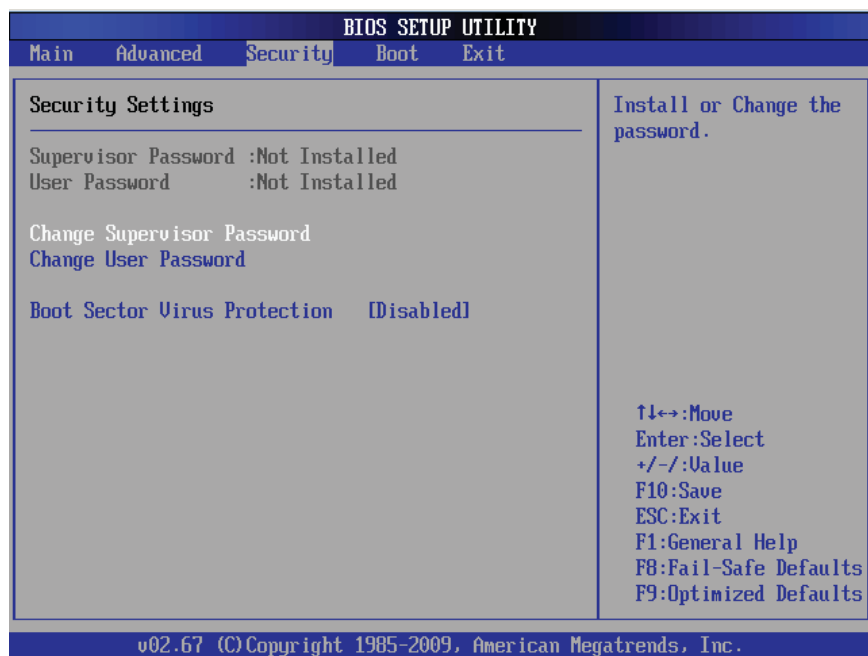 BIOS SETUP UTILITY
Main Advanced Security Boot Exit
Security Settings
Supervisor Password :Not Installed
User Password :Not Installed
Change Supervisor Password
Change User Password
Boot Sector Virus Protection [Disabled]
Install or Change the
password.
↑↓←→:Move
Enter:Select
+/-/:Value
F10:Save
ESC:Exit
F1:General Help
F8:Fail-Safe Defaults
F9:Optimized Defaults
v02.67 (C)Copyright 1985-2009, American Megatrends, Inc.